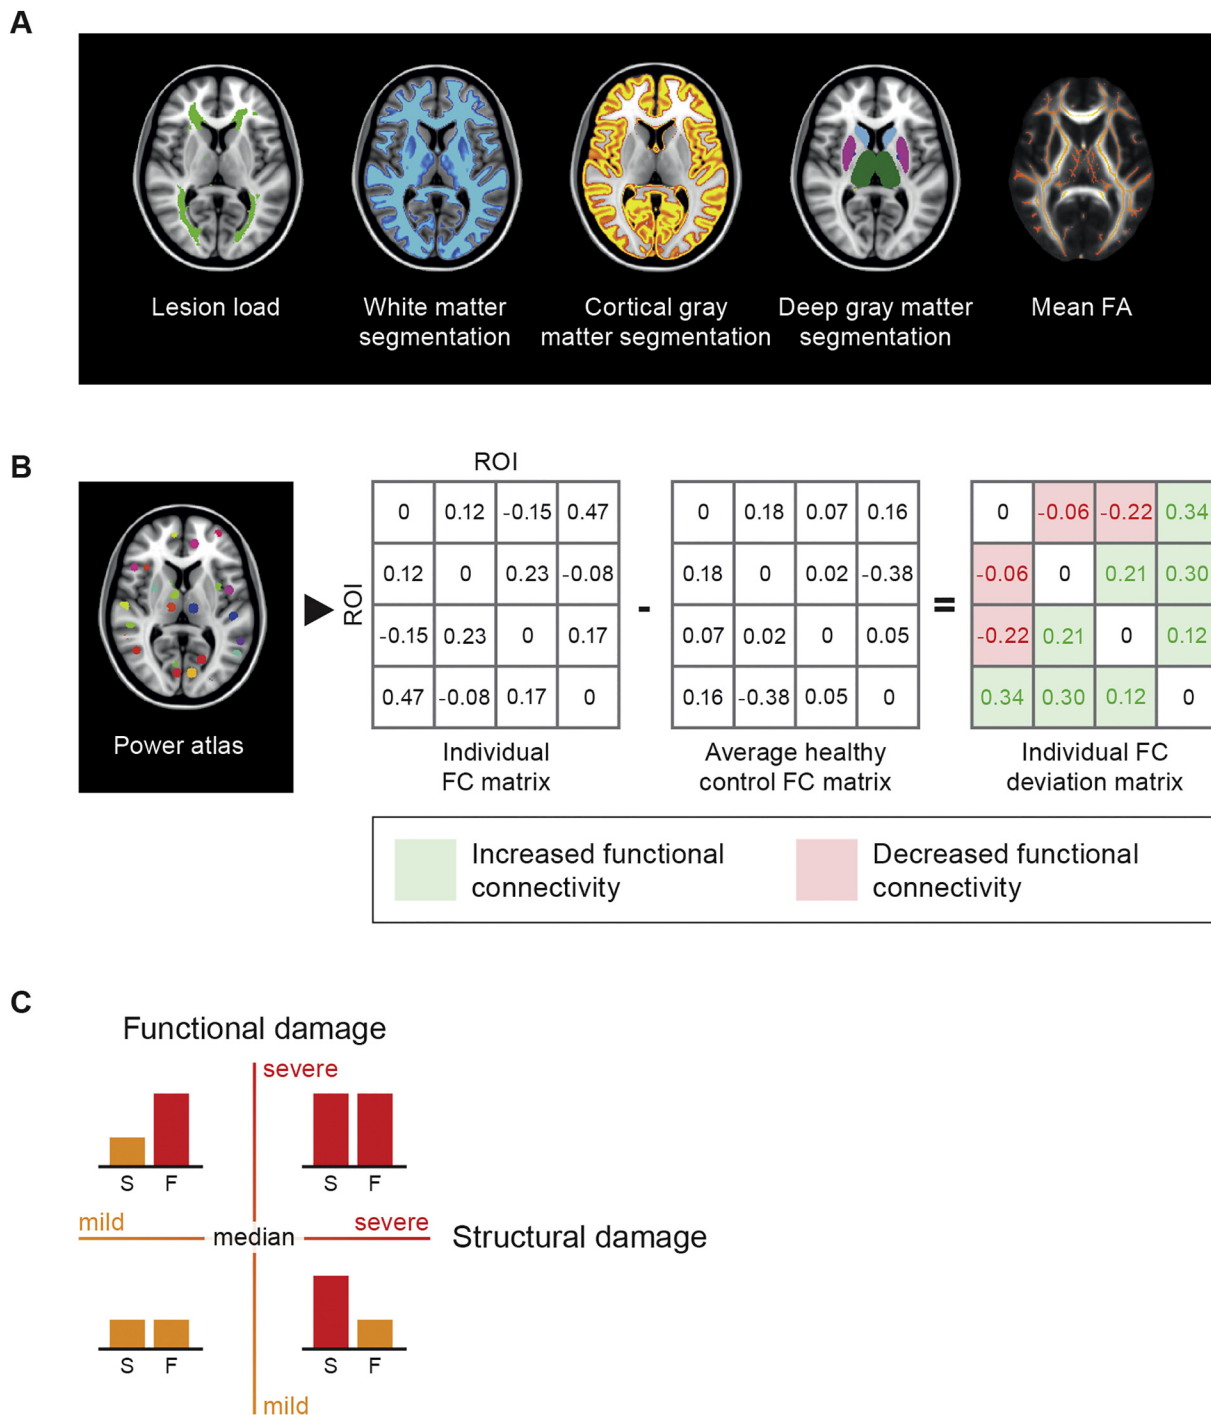 A
Lesion load
White matter
segmentation
Cortical gray
matter segmentation
Deep gray matter
segmentation
Mean FA
B
Power atlas
ROI
ROI
0 0.12 -0.15 0.47
0.12 0 0.23 -0.08
-0.15 0.23 0 0.17
0.47 -0.08 0.17 0
Individual
FC matrix
-
0 0.18 0.07 0.16
0.18 0 0.02 -0.38
0.07 0.02 0 0.05
0.16 -0.38 0.05 0
Average healthy
control FC matrix
=
0 -0.06 -0.22 0.34
-0.06 0 0.21 0.30
-0.22 0.21 0 0.12
0.34 0.30 0.12 0
Individual FC
deviation matrix
Increased functional
connectivity
Decreased functional
connectivity
C
Functional damage
severe
S F
S F
mild
median
severe
Structural damage
S F
S F
mild